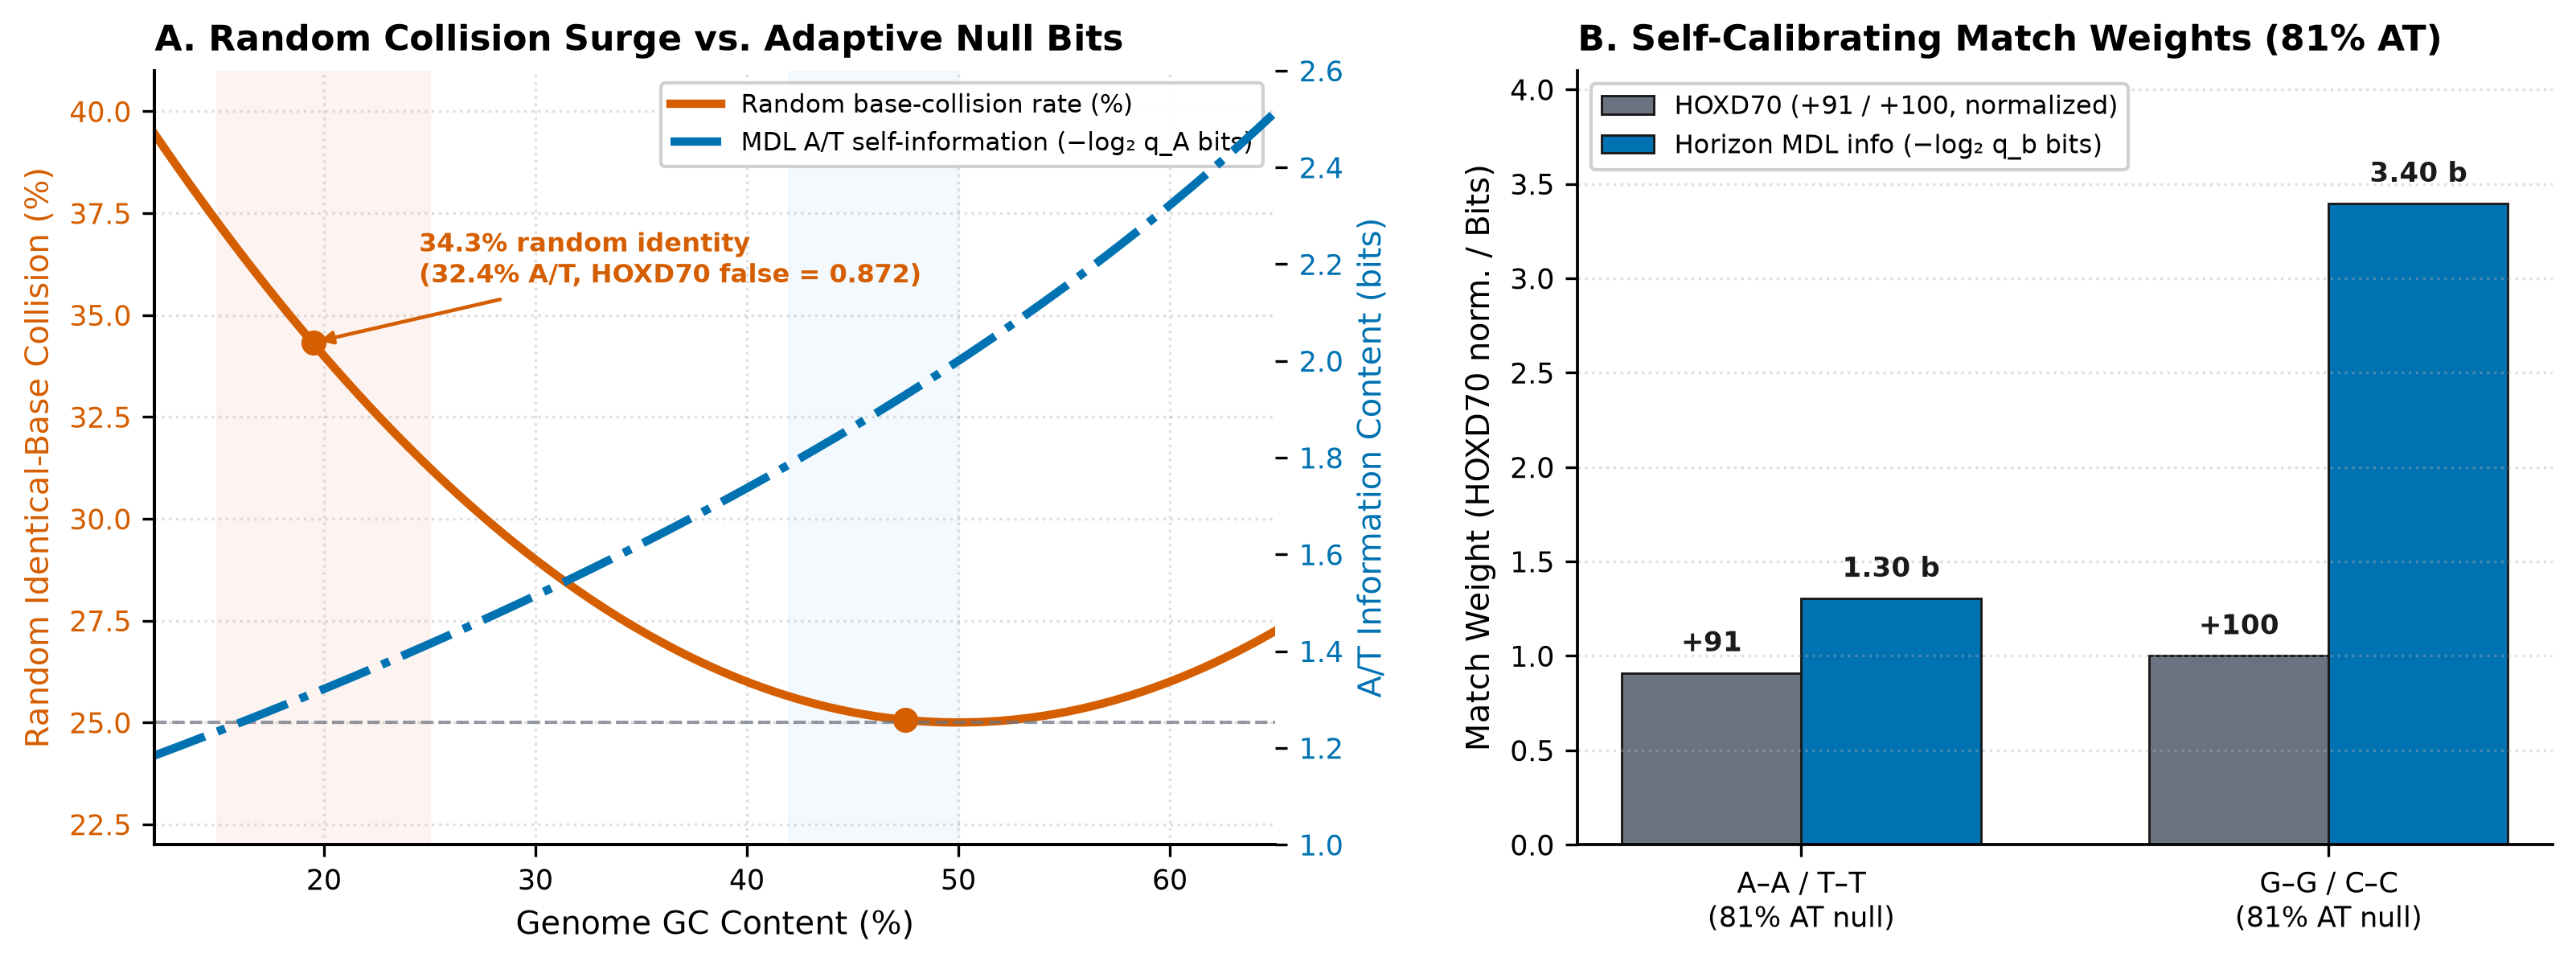 A. Random Collision Surge vs. Adaptive Null Bits
Random base-collision rate (%)
MDL A/T self-information (−log₂ q_A bits)
34.3% random identity
(32.4% A/T, HOXD70 false = 0.872)
Random Identical-Base Collision (%)
40.0
37.5
35.0
32.5
30.0
27.5
25.0
22.5
20
30
40
50
60
Genome GC Content (%)
2.6
2.4
2.2
2.0
1.8
1.6
1.4
1.2
1.0
A/T Information Content (bits)
B. Self-Calibrating Match Weights (81% AT)
HOXD70 (+91 / +100, normalized)
Horizon MDL info (−log₂ q_b bits)
Match Weight (HOXD70 norm. / Bits)
4.0
3.5
3.0
2.5
2.0
1.5
1.0
0.5
0.0
+91
1.30 b
+100
3.40 b
A–A / T–T
(81% AT null)
G–G / C–C
(81% AT null)